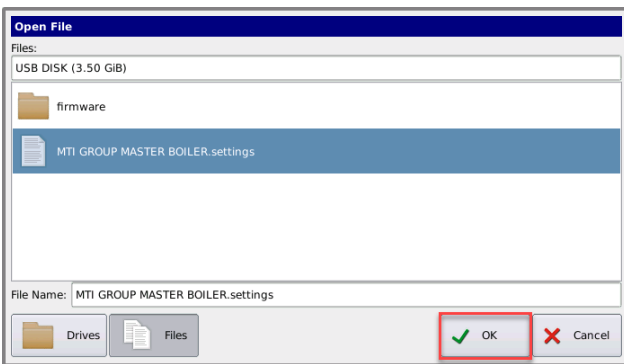 Open File
Files:
USB DISK (3.50 GiB)
firmware
MTI GROUP MASTER BOILER.settings
File Name: MTI GROUP MASTER BOILER.settings
Drives Files OK Cancel